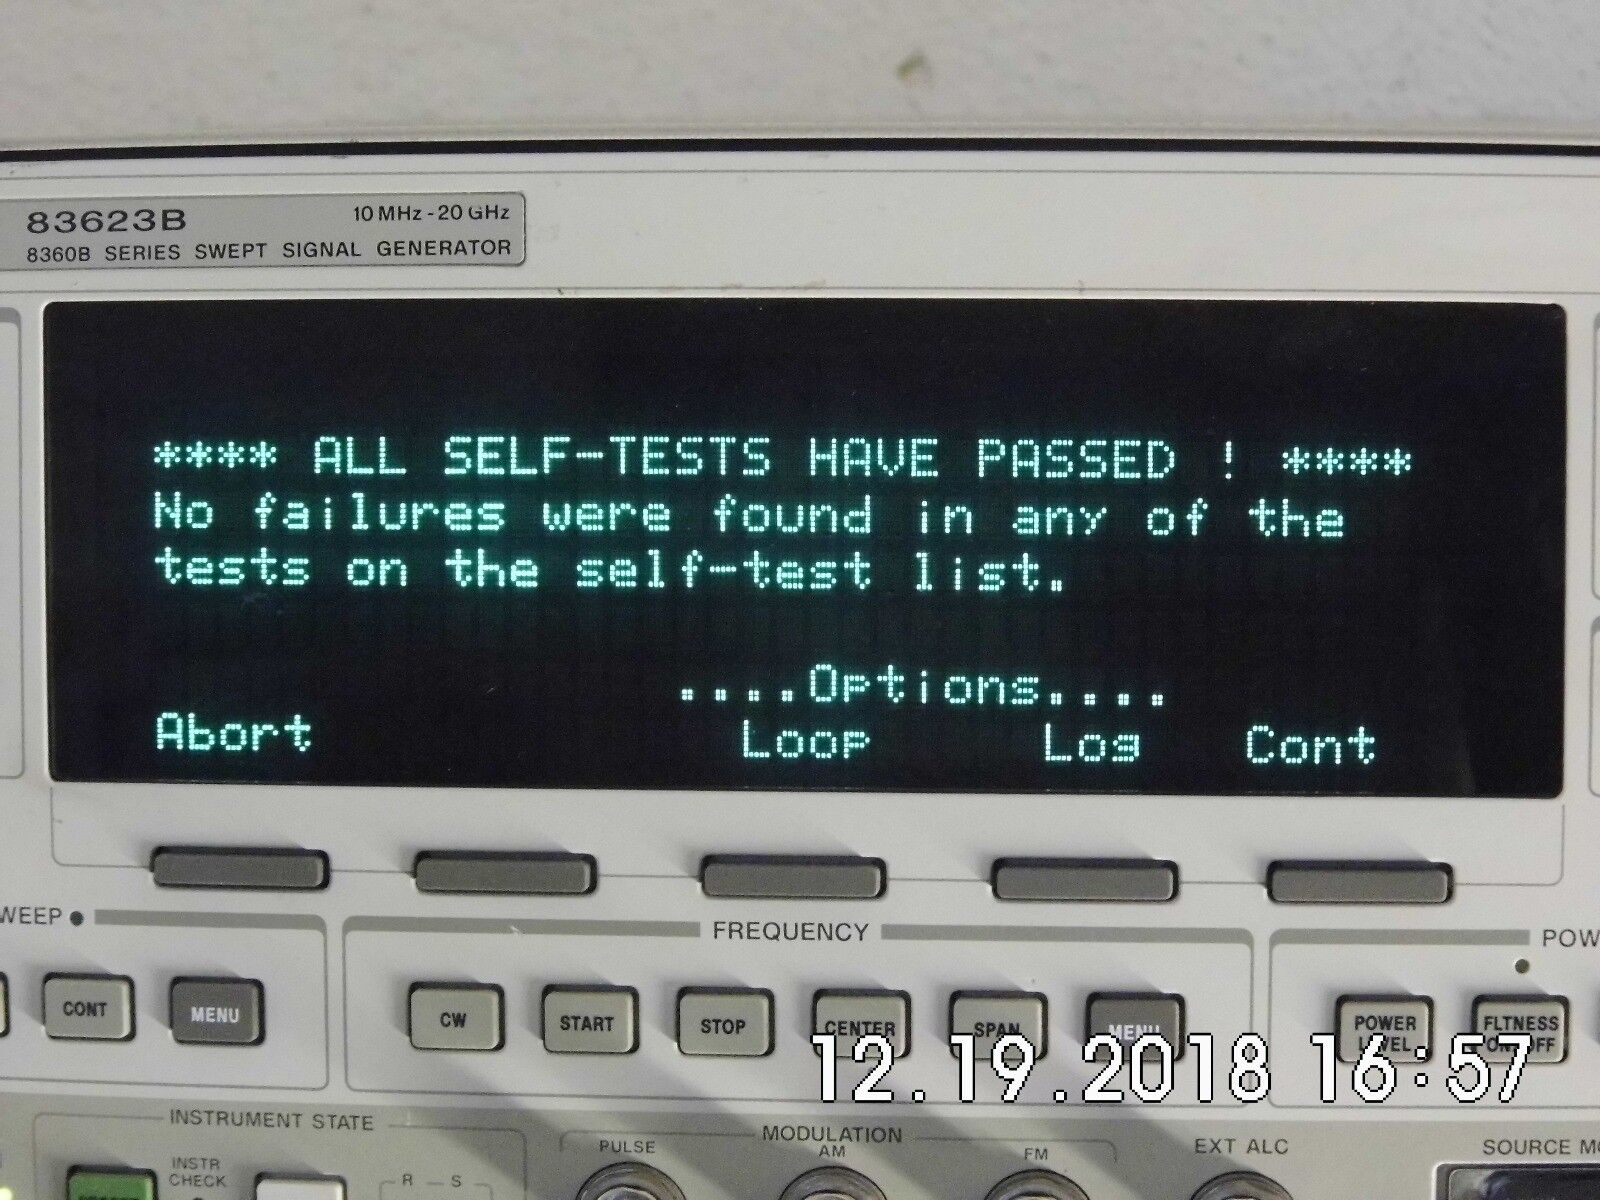 83623B 10 MHz - 20 GHz
8360B SERIES SWEPT SIGNAL GENERATOR
**** ALL SELF-TESTS HAVE PASSED ! ****
No failures were found in any of the
tests on the self-test list.
....Options....
Abort Loop Log Cont
FREQUENCY
CONT MENU
CW START STOP CENTER SPAN MENU
POWER LEVEL
FLTNESS ON/OFF
12.19.2018 16:57
INSTRUMENT STATE
INSTR CHECK
R S
MODULATION
PULSE AM FM
EXT ALC
SOURCE